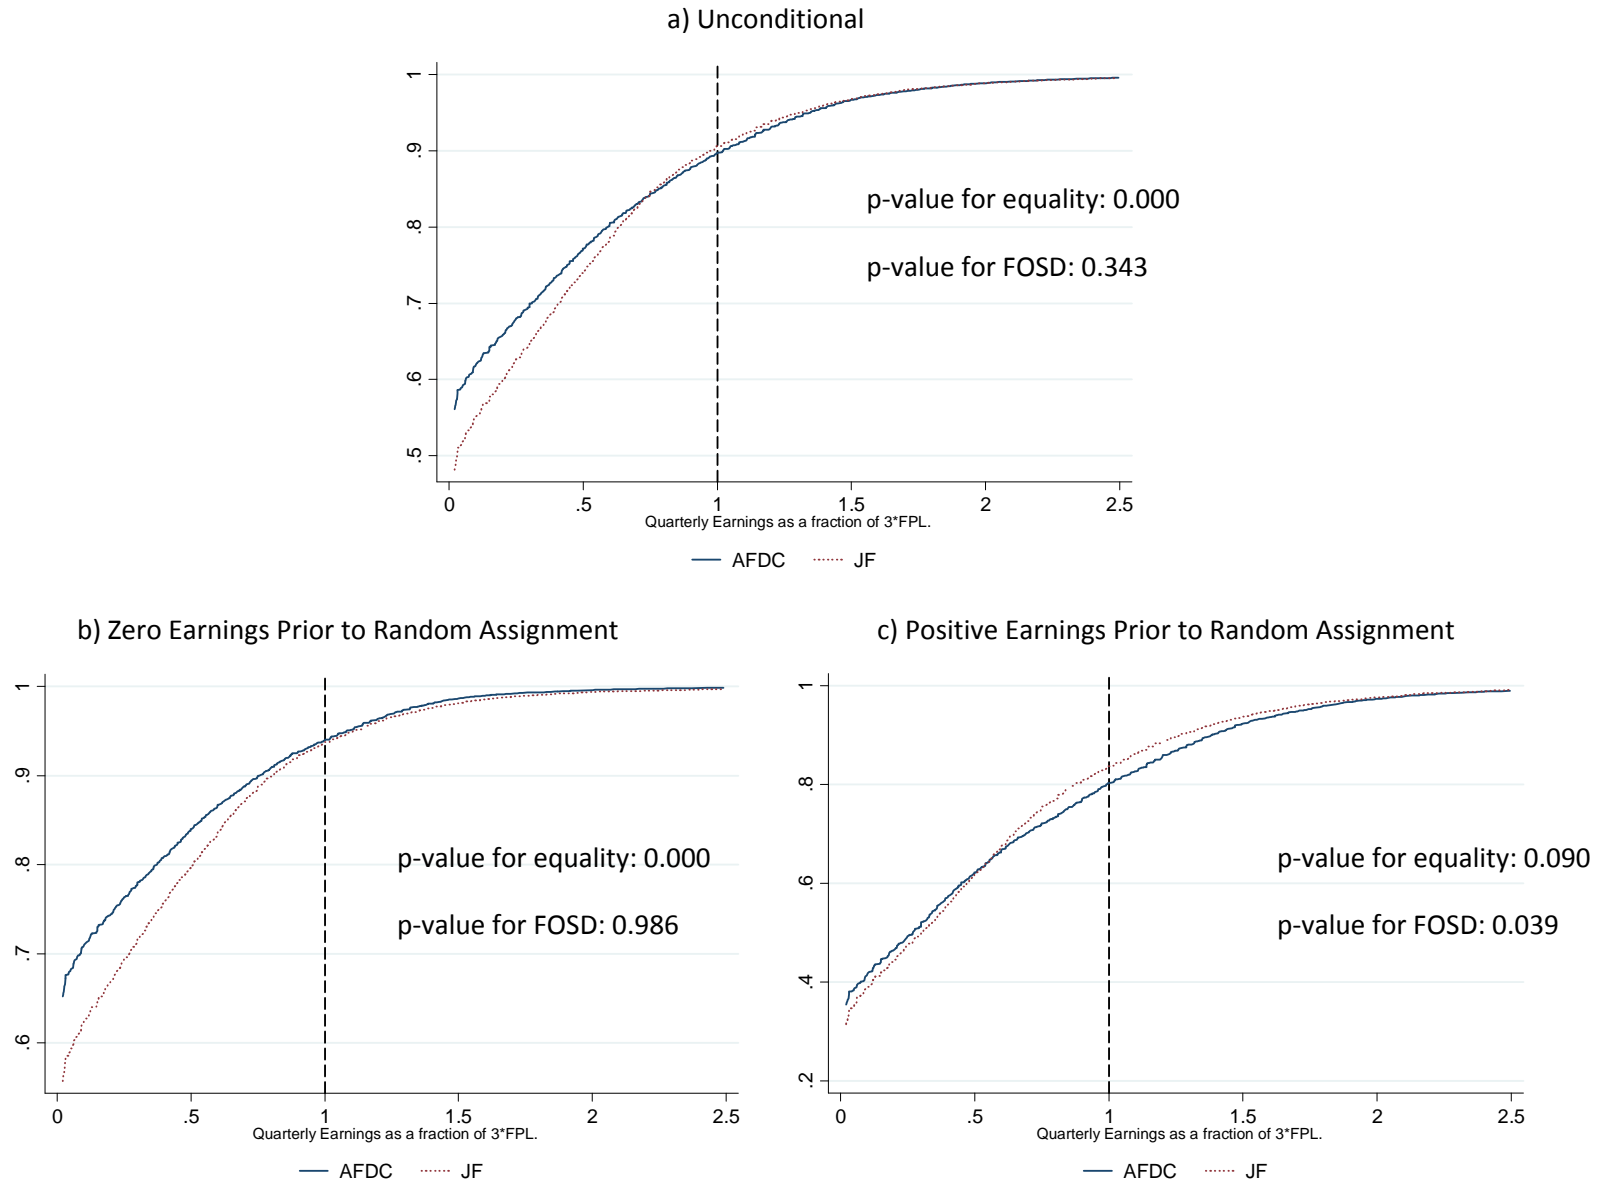 a) Unconditional
1
.9
.8
.7
.6
.5
p-value for equality: 0.000
p-value for FOSD: 0.343
0 .5 1 1.5 2 2.5
Quarterly Earnings as a fraction of 3*FPL.
AFDC JF
b) Zero Earnings Prior to Random Assignment
1
.9
.8
.7
.6
p-value for equality: 0.000
p-value for FOSD: 0.986
0 .5 1 1.5 2 2.5
Quarterly Earnings as a fraction of 3*FPL.
AFDC JF
c) Positive Earnings Prior to Random Assignment
1
.8
.6
.4
.2
p-value for equality: 0.090
p-value for FOSD: 0.039
0 .5 1 1.5 2 2.5
Quarterly Earnings as a fraction of 3*FPL.
AFDC JF